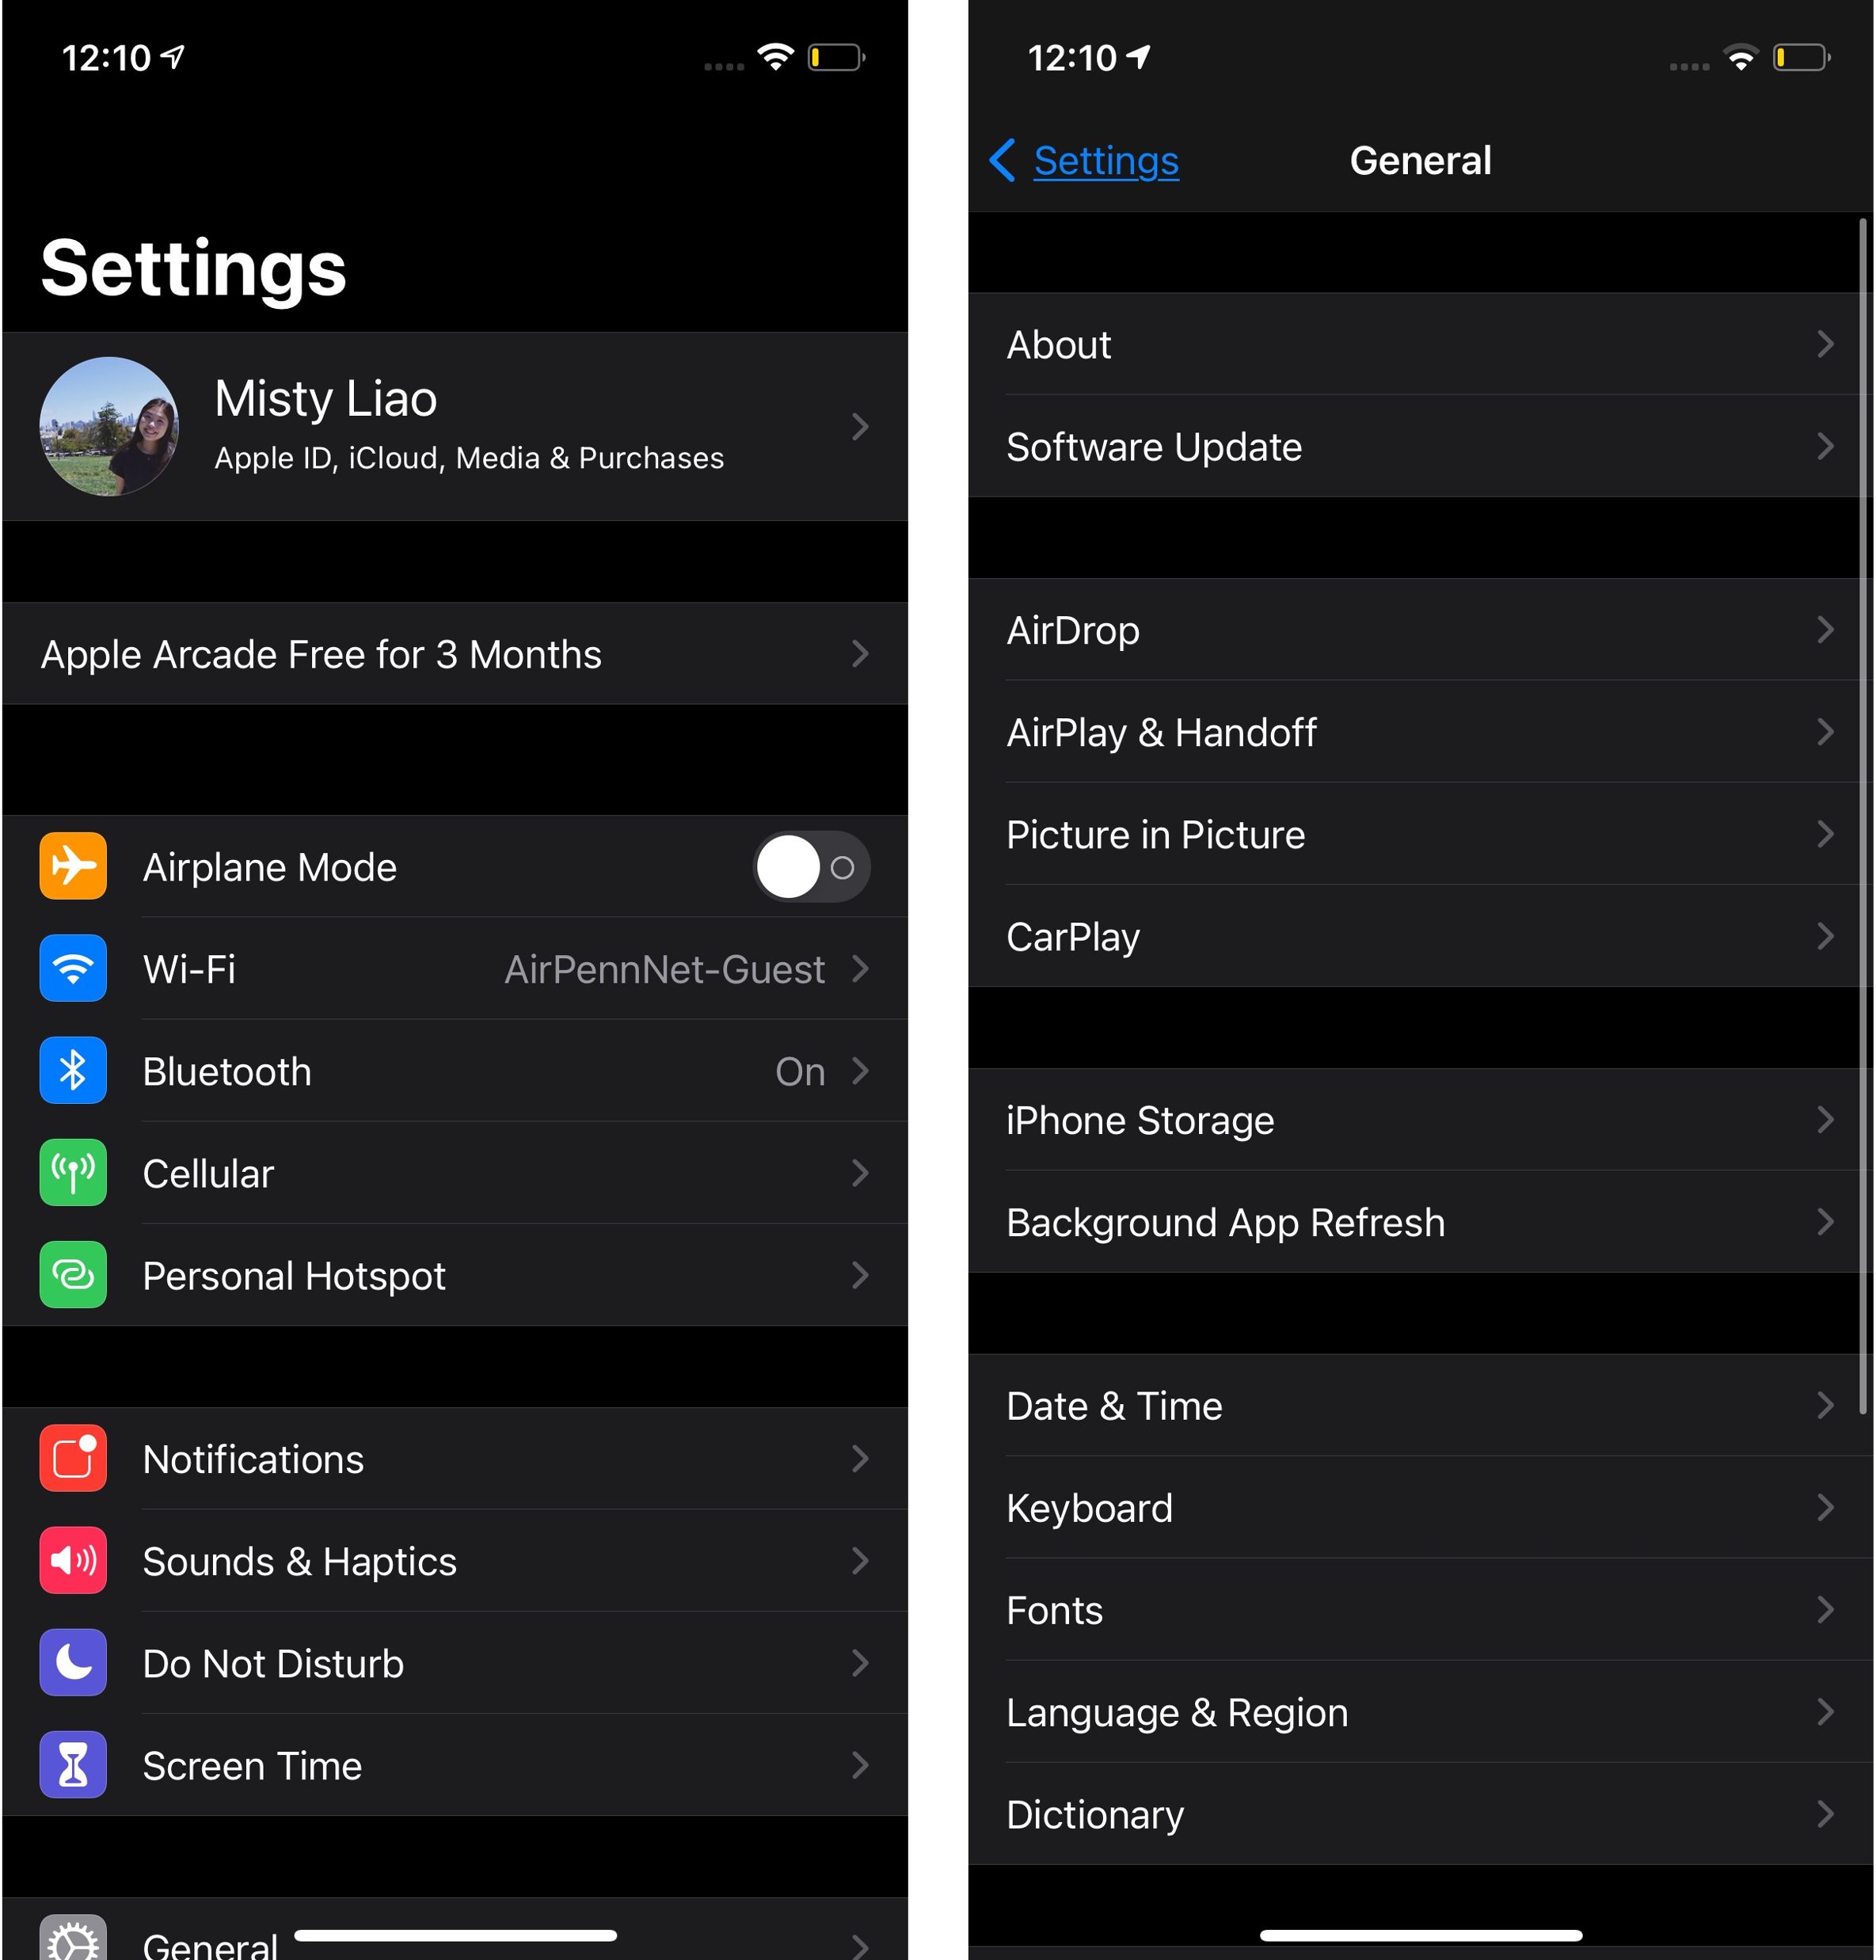 12:10
Settings
Misty Liao
Apple ID, iCloud, Media & Purchases
Apple Arcade Free for 3 Months
Airplane Mode
Wi-Fi AirPennNet-Guest
Bluetooth On
Cellular
Personal Hotspot
Notifications
Sounds & Haptics
Do Not Disturb
Screen Time
General
12:10
Settings General
About
Software Update
AirDrop
AirPlay & Handoff
Picture in Picture
CarPlay
iPhone Storage
Background App Refresh
Date & Time
Keyboard
Fonts
Language & Region
Dictionary